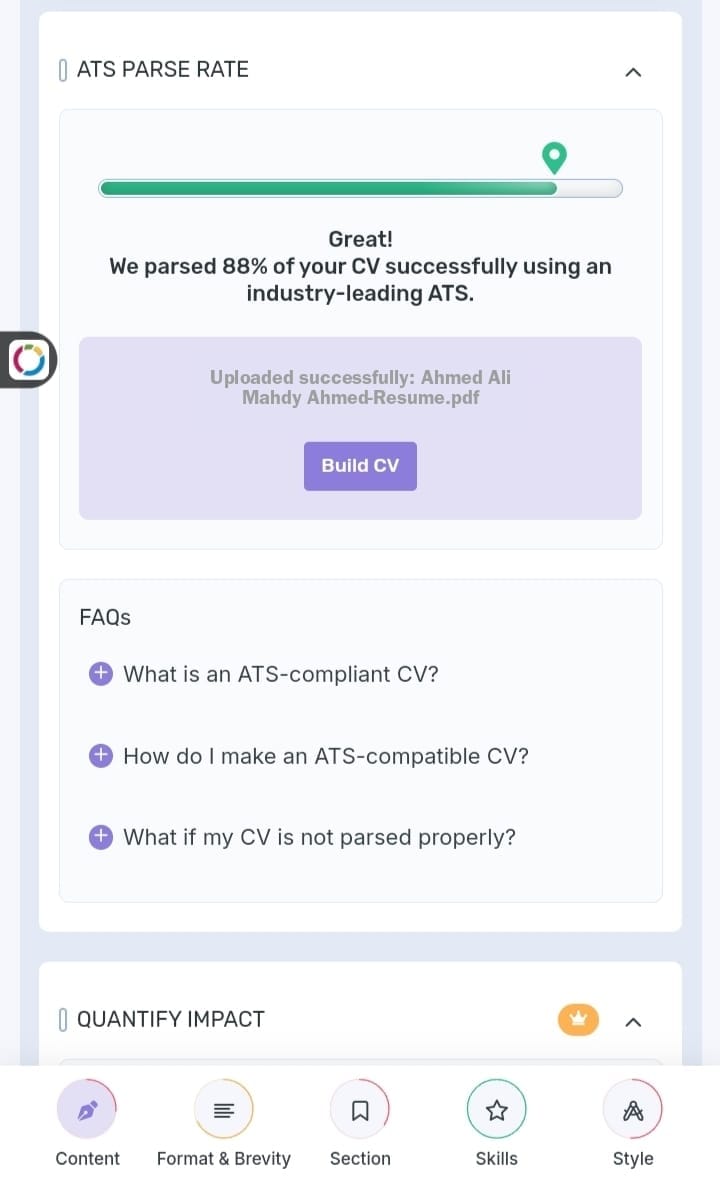 ATS PARSE RATE
Great!
We parsed 88% of your CV successfully using an
industry-leading ATS.
Uploaded successfully: Ahmed Ali
Mahdy Ahmed-Resume.pdf
Build CV
FAQs
What is an ATS-compliant CV?
How do I make an ATS-compatible CV?
What if my CV is not parsed properly?
QUANTIFY IMPACT
Content
Format & Brevity
Section
Skills
Style